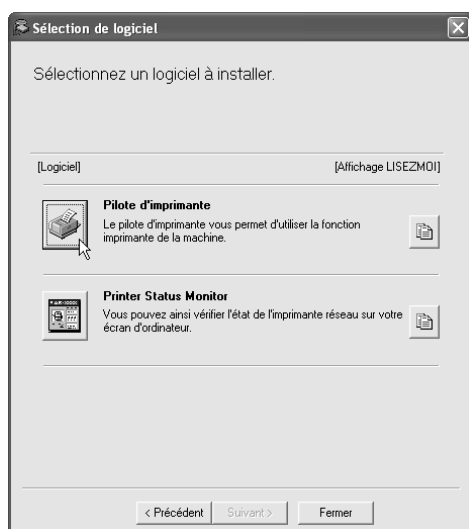 Sélection de logiciel
Sélectionnez un logiciel à installer.
[Logiciel] [Affichage LISEZMOI]
Pilote d'imprimante
Le pilote d'imprimante vous permet d'utiliser la fonction
imprimante de la machine.
Printer Status Monitor
Vous pouvez ainsi vérifier l'état de l'imprimante réseau sur votre
écran d'ordinateur.
< Précédent Suivant > Fermer